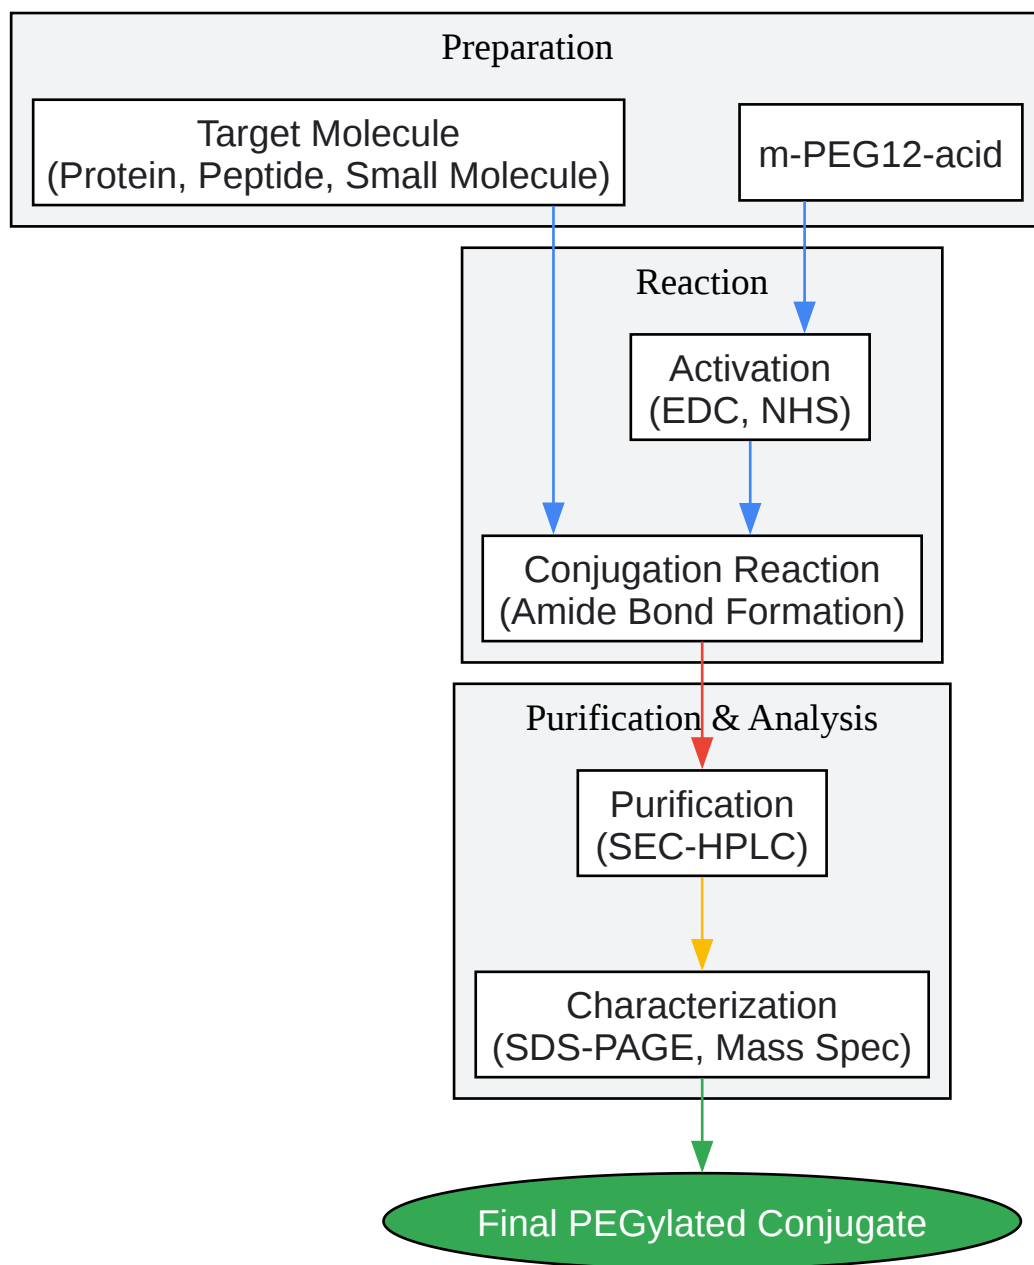 Preparation
Target Molecule
(Protein, Peptide, Small Molecule)
m-PEG12-acid
Reaction
Activation
(EDC, NHS)
Conjugation Reaction
(Amide Bond Formation)
Purification & Analysis
Purification
(SEC-HPLC)
Characterization
(SDS-PAGE, Mass Spec)
Final PEGylated Conjugate